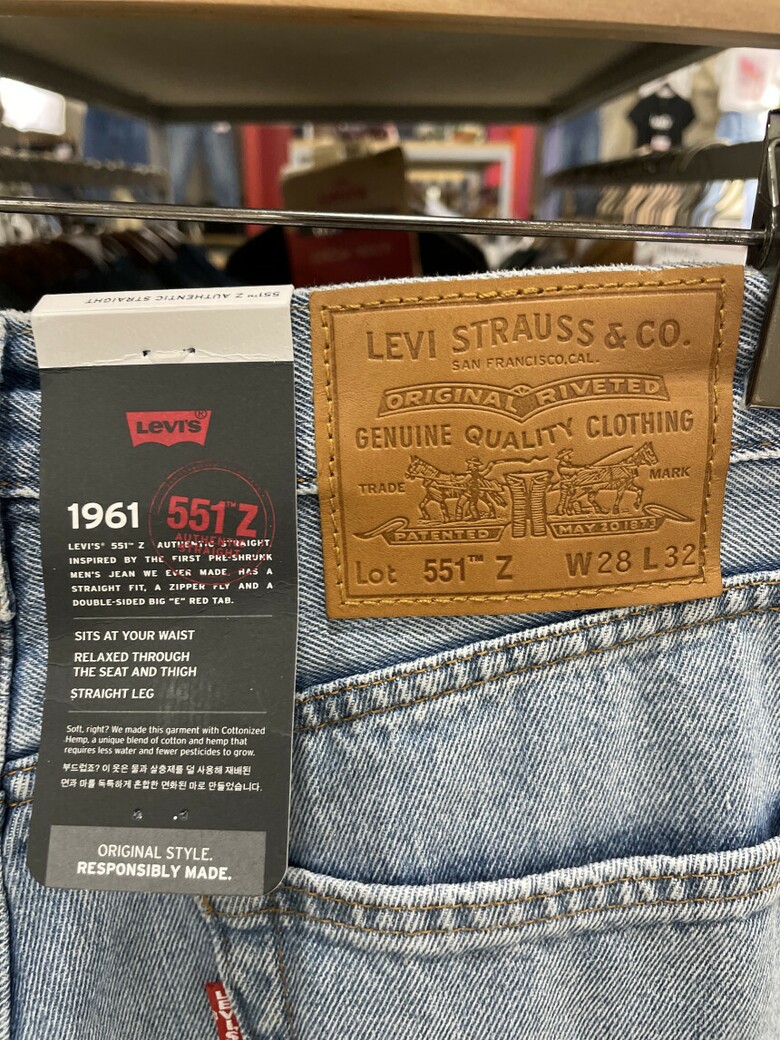 551™ Z AUTHENTIC STRAIGHT
LEVI'S®
1961
551™ Z
AUTHENTIC
STRAIGHT
LEVI'S® 551™ Z AUTHENTIC STRAIGHT,
INSPIRED BY THE FIRST PRE-SHRUNK
MEN'S JEAN WE EVER MADE, HAS A
STRAIGHT FIT, A ZIPPER FLY AND A
DOUBLE-SIDED BIG "E" RED TAB.
SITS AT YOUR WAIST
RELAXED THROUGH
THE SEAT AND THIGH
STRAIGHT LEG
Soft, right? We made this garment with Cottonized
Hemp, a unique blend of cotton and hemp that
requires less water and fewer pesticides to grow.
부드럽죠? 이 옷은 물과 살충제를 덜 사용해 재배된
면과 마를 독특하게 혼합한 면화된 마로 만들었습니다.
ORIGINAL STYLE.
RESPONSIBLY MADE.
LEVI STRAUSS & CO.
SAN FRANCISCO, CAL.
ORIGINAL RIVETED
GENUINE QUALITY CLOTHING
TRADE MARK
PATENTED MAY 20 1873
Lot 551™ Z W28 L32
LEVI'S